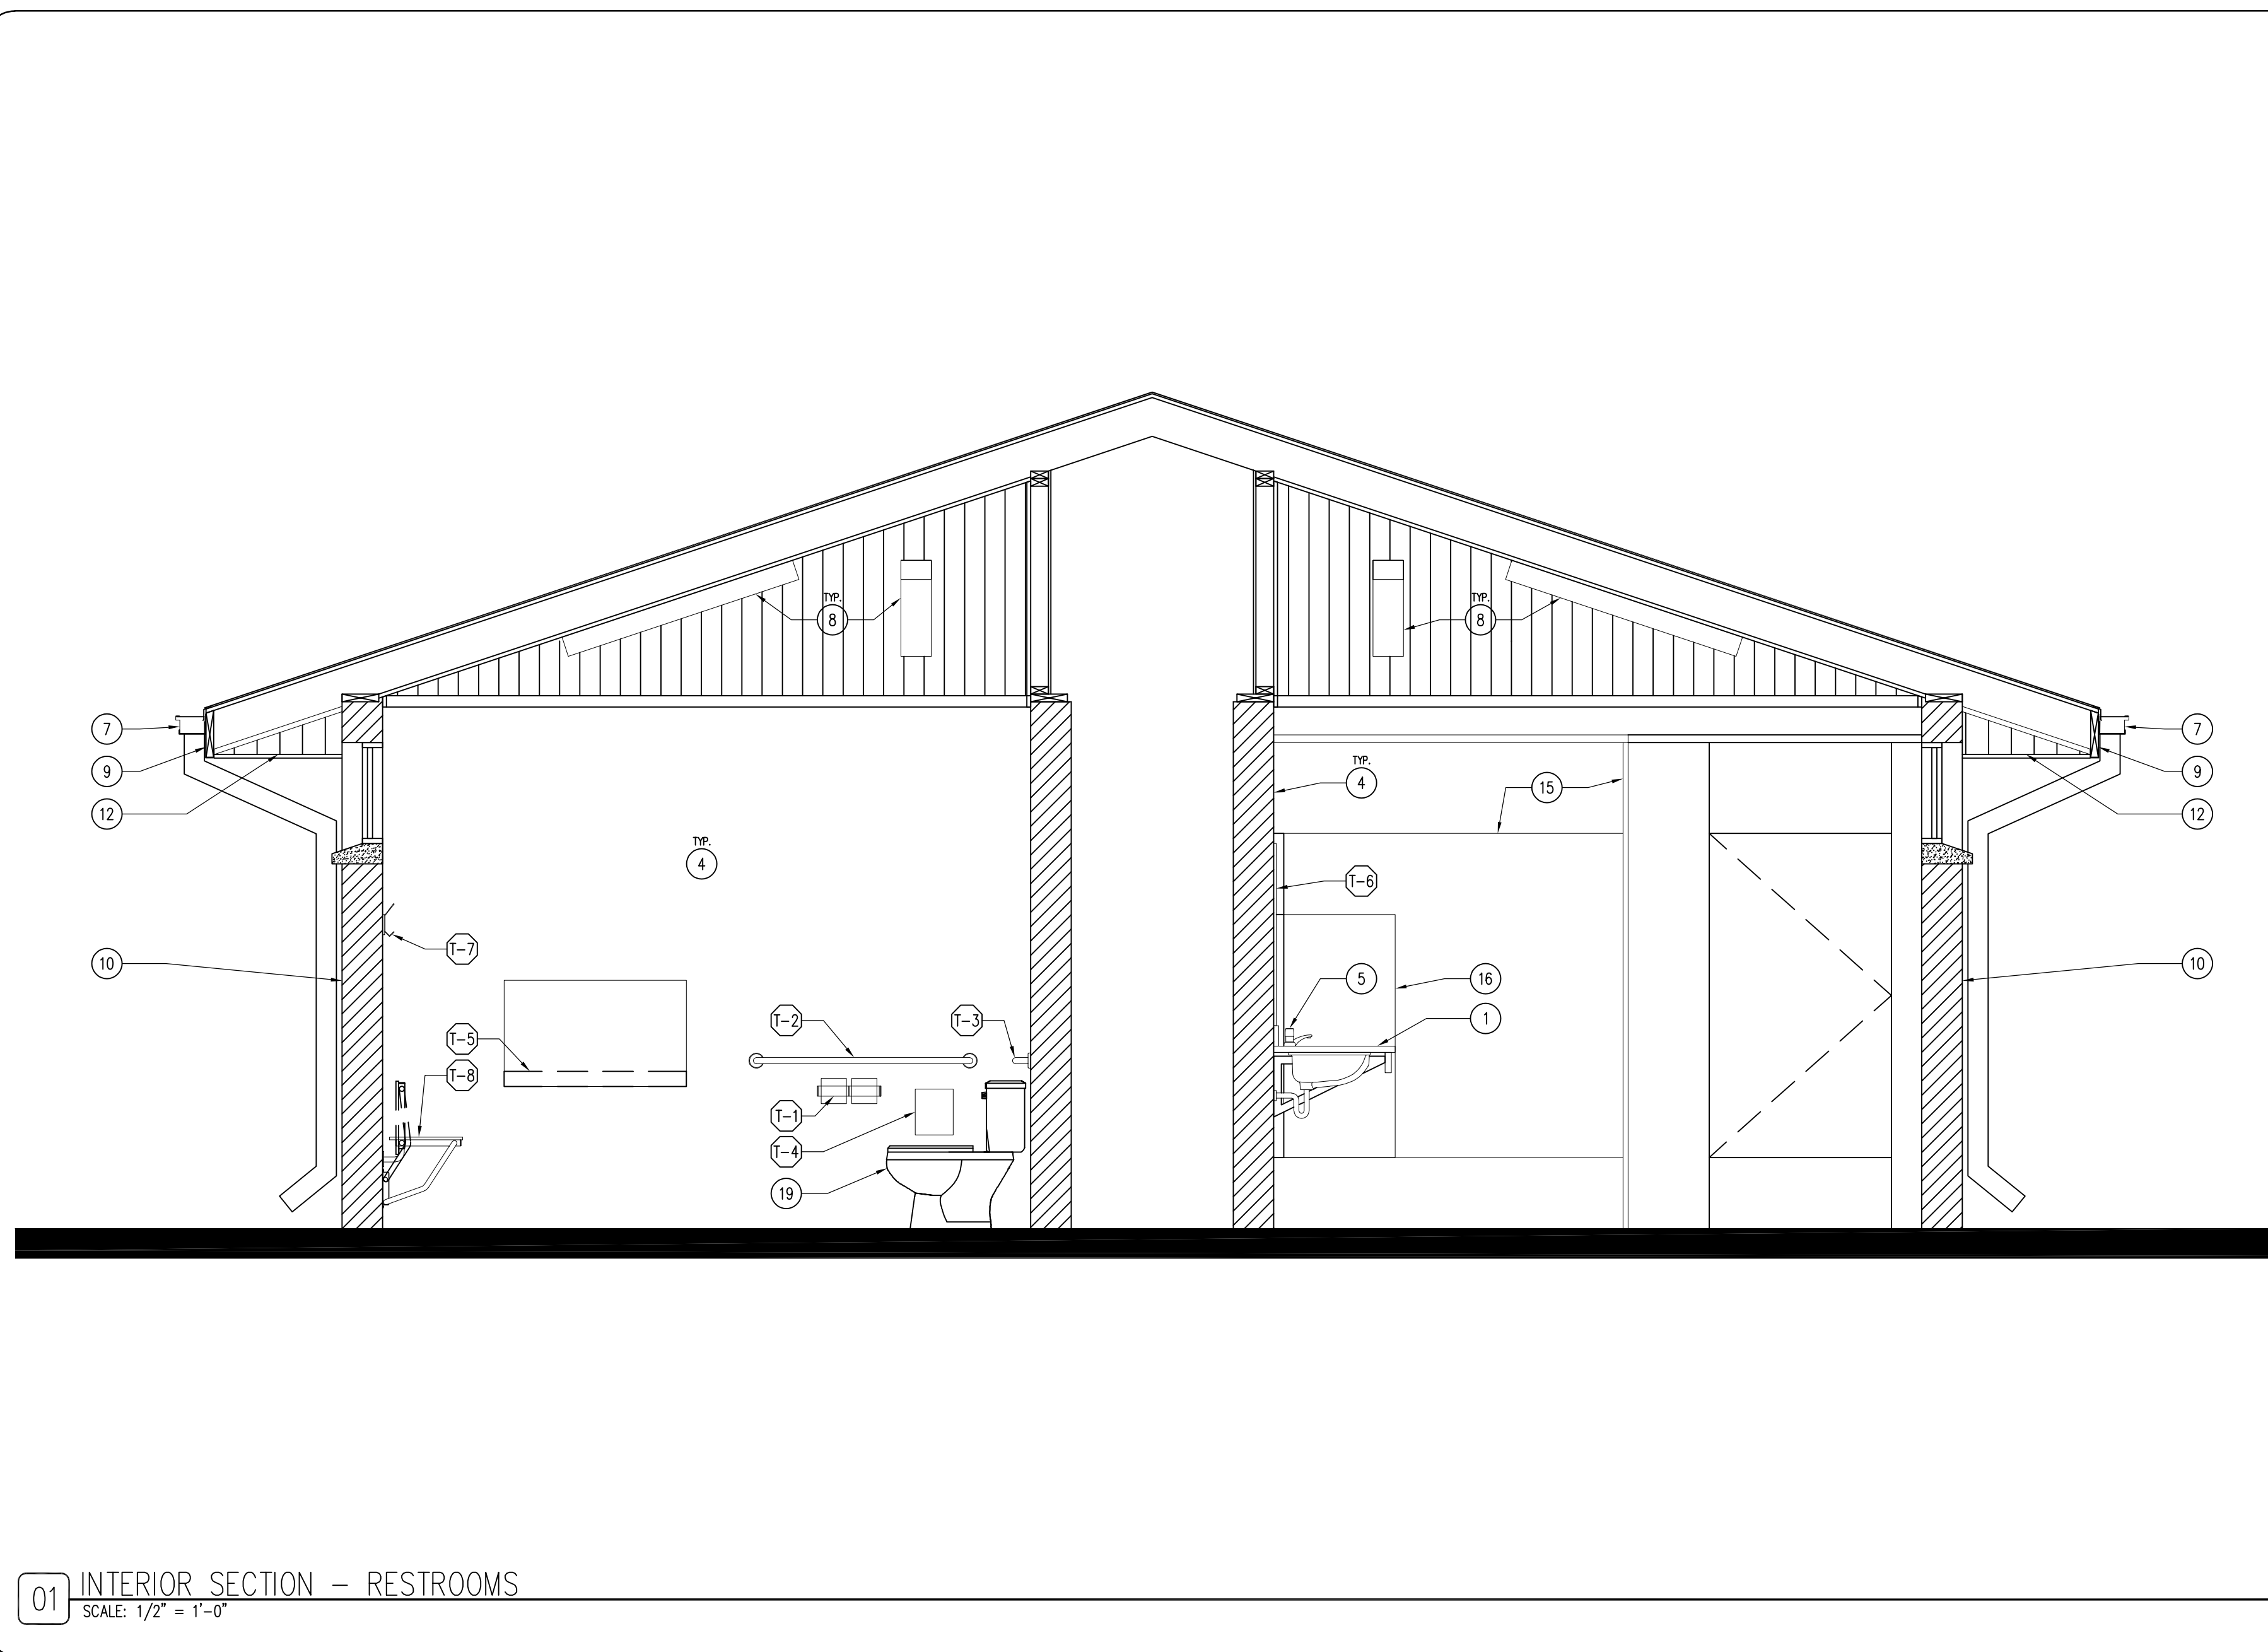 TYP.
8
TYP.
8
7
9
12
7
9
12
TYP.
4
15
TYP.
4
T-6
T-7
10
10
5
16
T-2
T-3
1
T-5
T-8
T-1
T-4
19
01
INTERIOR SECTION - RESTROOMS
SCALE: 1/2" = 1'-0"